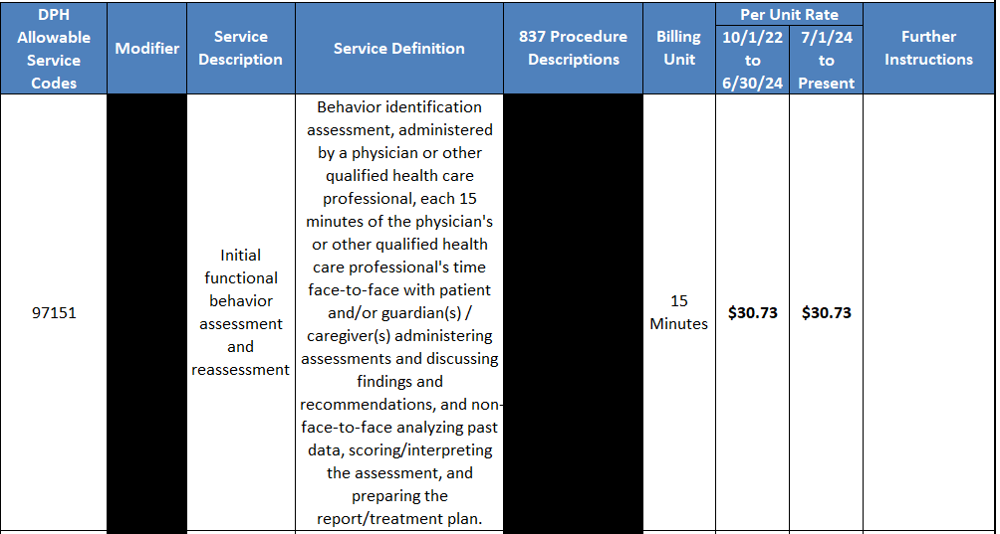 DPH
Allowable
Service
Codes
Modifier
Service
Description
Service Definition
837 Procedure
Descriptions
Billing
Unit
Per Unit Rate
10/1/22
to
6/30/24
7/1/24
to
Present
Further
Instructions
97151
Initial
functional
behavior
assessment
and
reassessment
Behavior identification
assessment, administered
by a physician or other
qualified health care
professional, each 15
minutes of the physician's
or other qualified health
care professional's time
face-to-face with patient
and/or guardian(s) /
caregiver(s) administering
assessments and discussing
findings and
recommendations, and non-
face-to-face analyzing past
data, scoring/interpreting
the assessment, and
preparing the
report/treatment plan.
15
Minutes
$30.73
$30.73